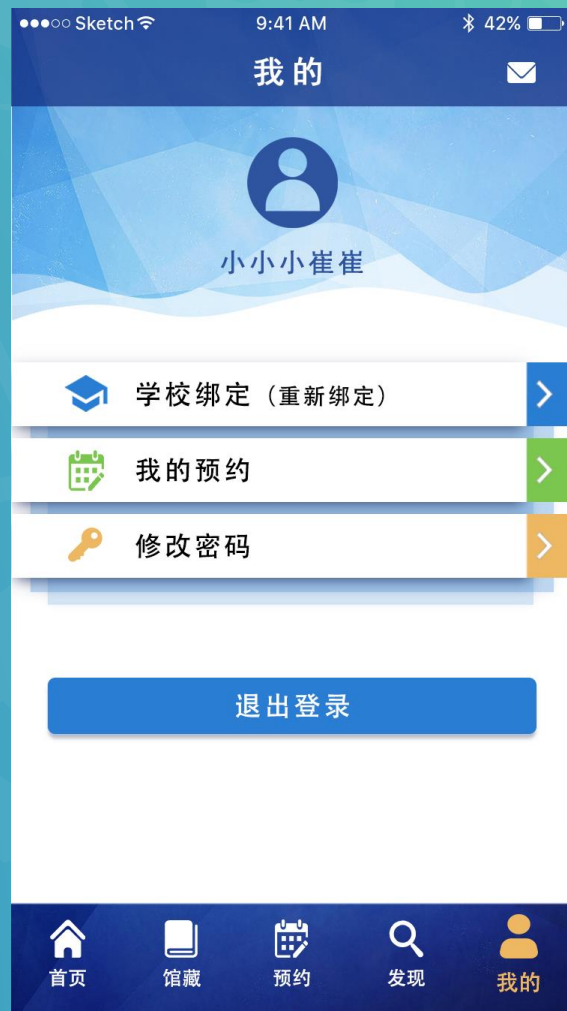 ●●●○○ Sketch 9:41 AM 42%
我的
小小小崔崔
学校绑定（重新绑定）
我的预约
修改密码
退出登录
首页 馆藏 预约 发现 我的